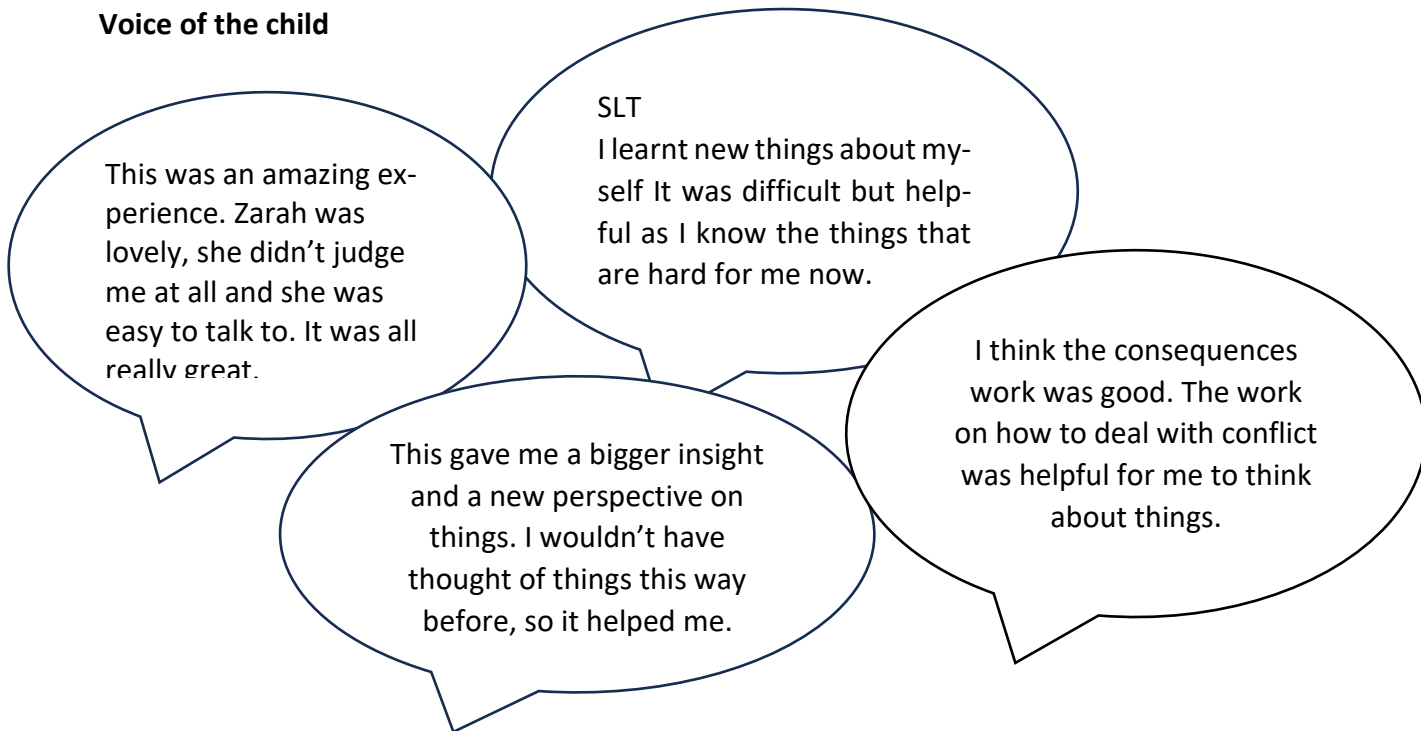 Voice of the child
This was an amazing ex-
perience. Zarah was
lovely, she didn’t judge
me at all and she was
easy to talk to. It was all
really great.
SLT
I learnt new things about my-
self It was difficult but help-
ful as I know the things that
are hard for me now.
This gave me a bigger insight
and a new perspective on
things. I wouldn’t have
thought of things this way
before, so it helped me.
I think the consequences
work was good. The work
on how to deal with conflict
was helpful for me to think
about things.